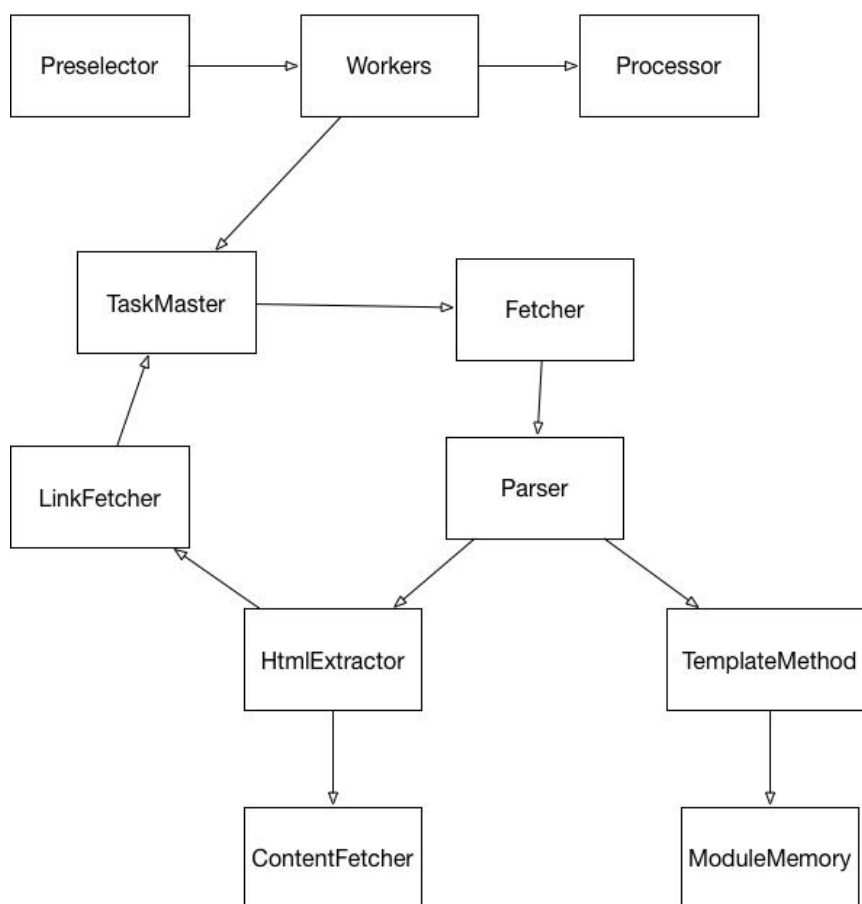 Preselector
Workers
Processor
TaskMaster
Fetcher
LinkFetcher
Parser
HtmlExtractor
TemplateMethod
ContentFetcher
ModuleMemory